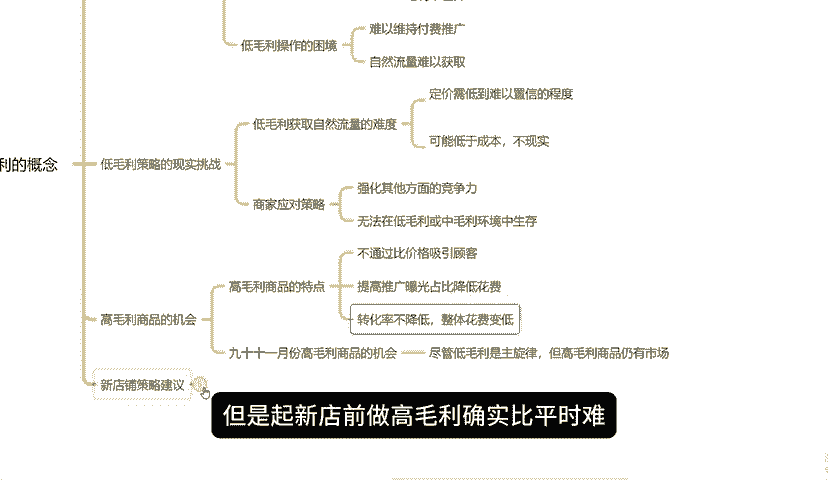 难以维持付费推广
低毛利操作的困境
自然流量难以获取
定价需低到难以置信的程度
低毛利获取自然流量的难度
可能低于成本，不现实
利的概念
低毛利策略的现实挑战
强化其他方面的竞争力
商家应对策略
无法在低毛利或中毛利环境中生存
不通过比价格吸引顾客
高毛利商品的特点
提高推广曝光占比降低花费
高毛利商品的机会
转化率不降低，整体花费变低
九十十一月份高毛利商品的机会
尽管低毛利是主旋律，但高毛利商品仍有市场
新店铺策略建议
但是起新店前做高毛利确实比平时难